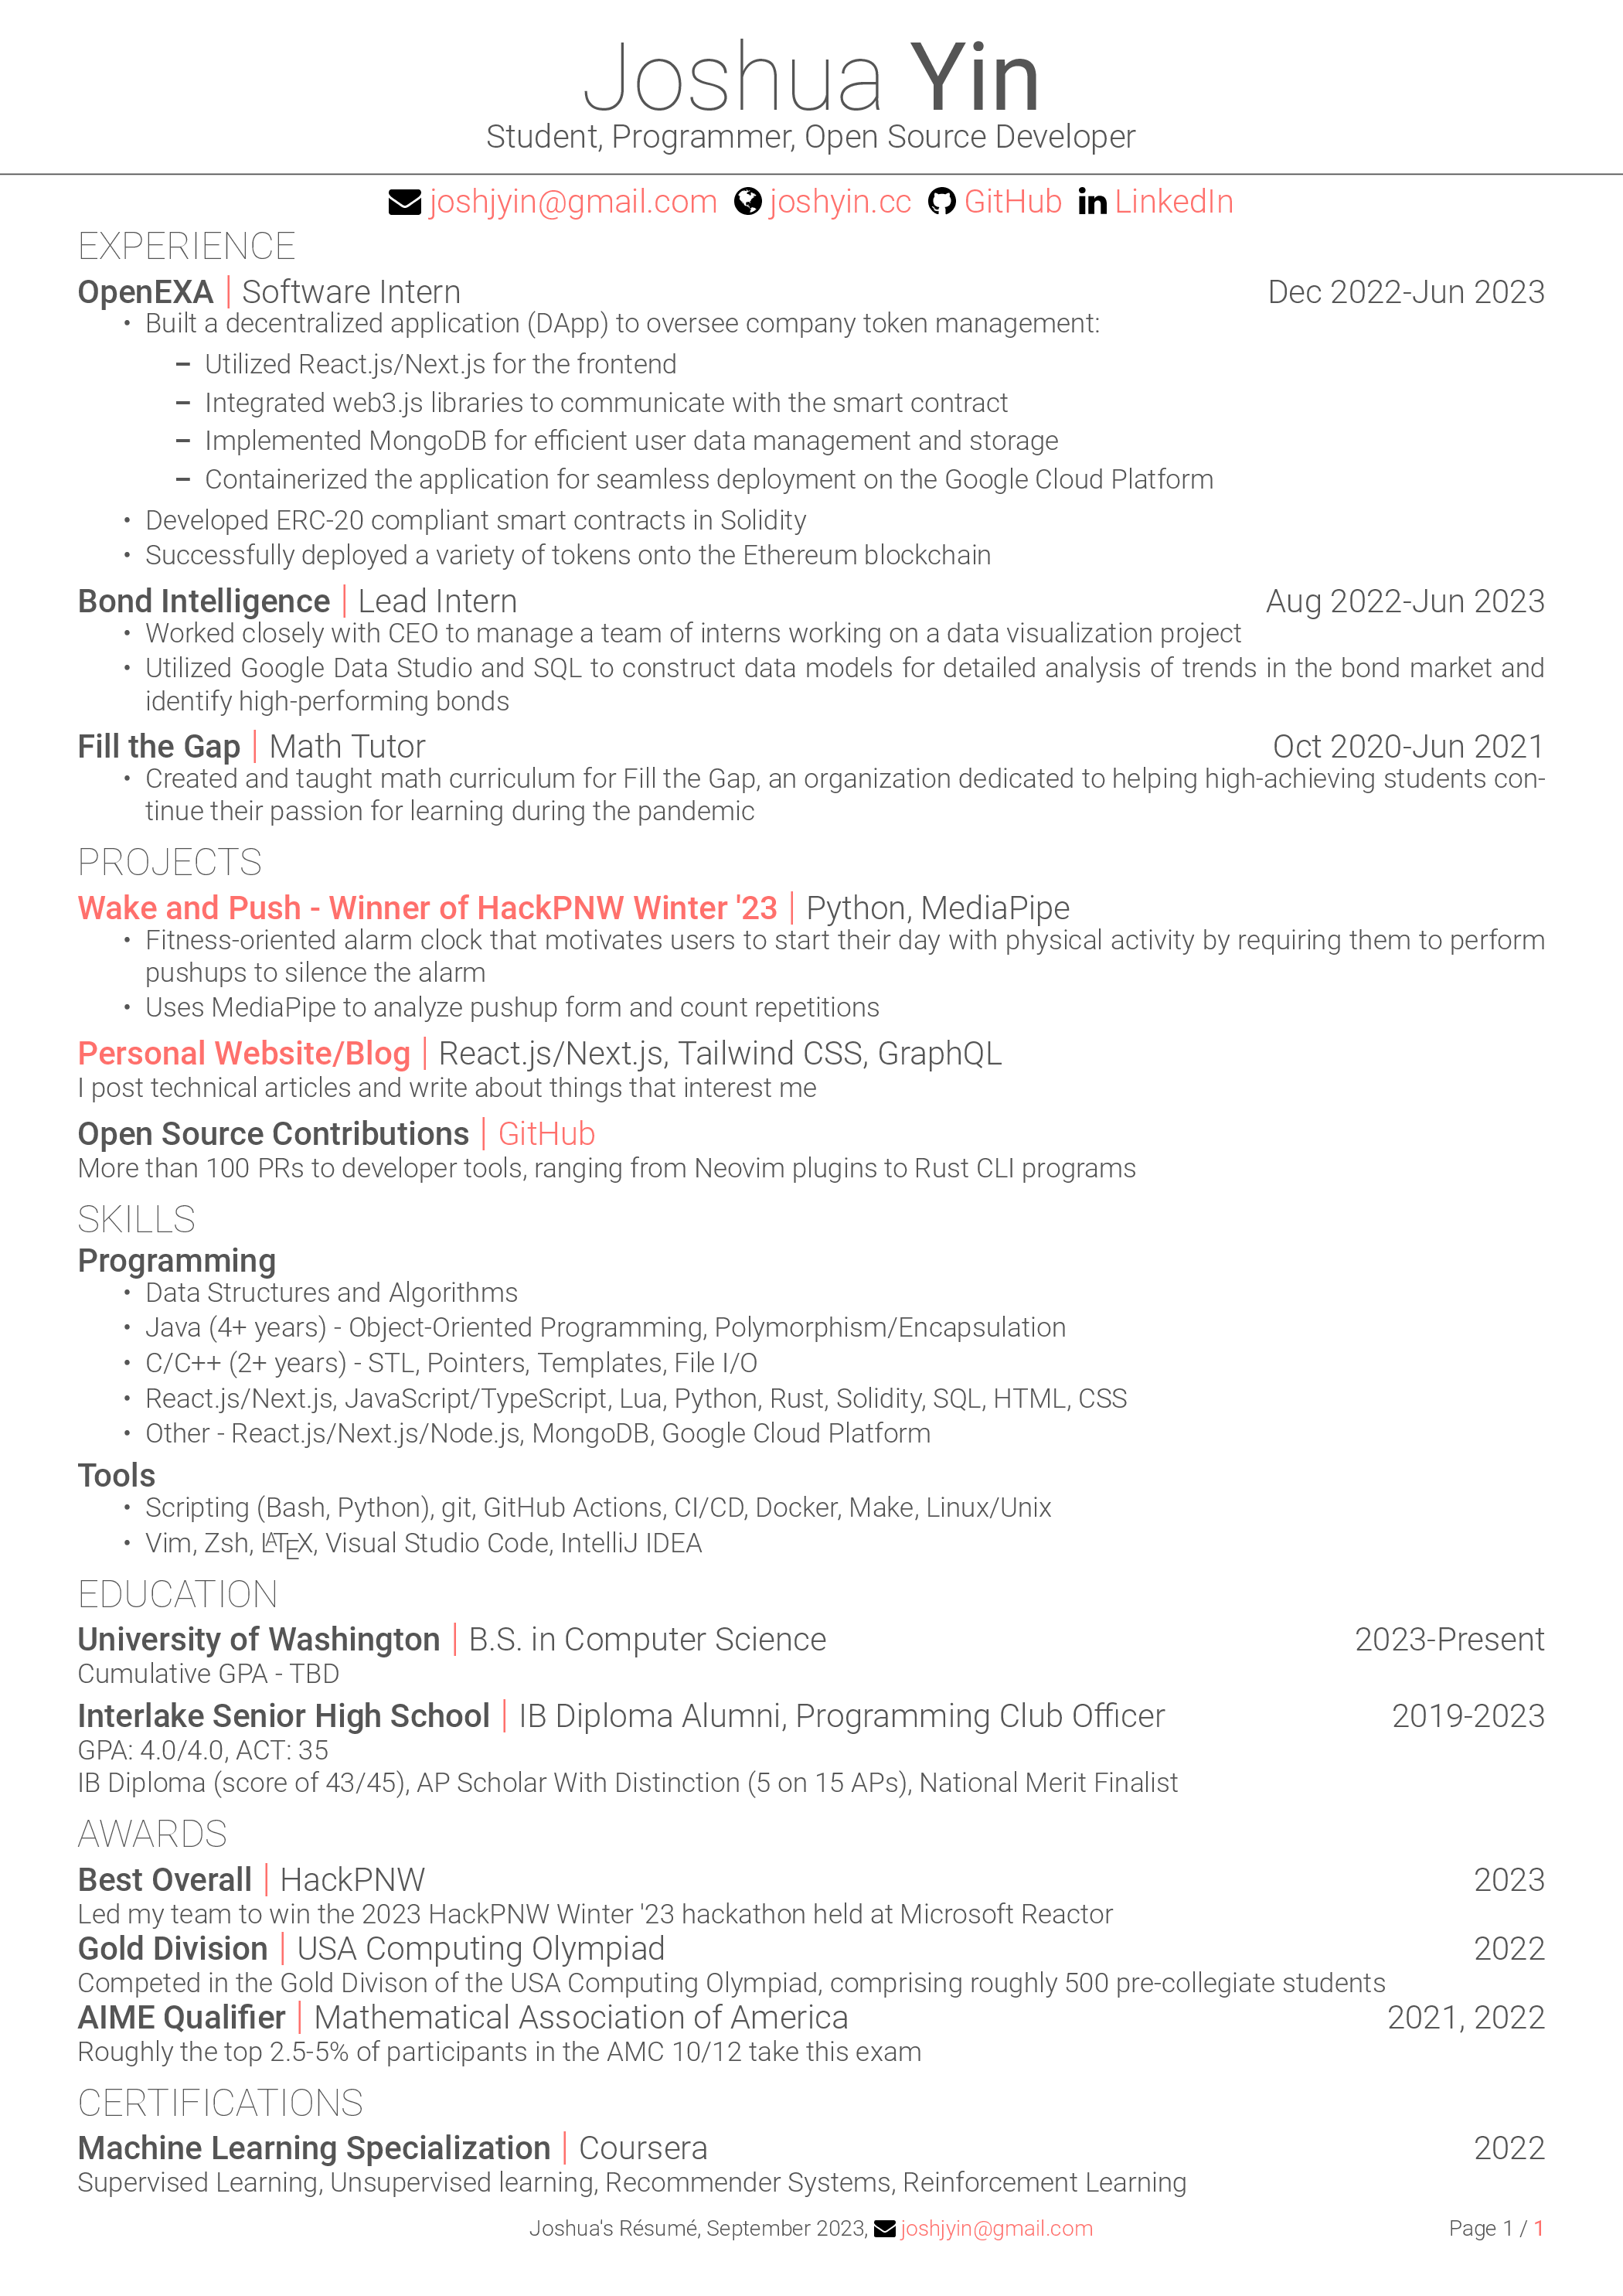 Joshua Yin
Student, Programmer, Open Source Developer
joshjyin@gmail.com joshyin.cc GitHub LinkedIn
EXPERIENCE
OpenEXA | Software Intern Dec 2022-Jun 2023
• Built a decentralized application (DApp) to oversee company token management:
– Utilized React.js/Next.js for the frontend
– Integrated web3.js libraries to communicate with the smart contract
– Implemented MongoDB for efficient user data management and storage
– Containerized the application for seamless deployment on the Google Cloud Platform
• Developed ERC-20 compliant smart contracts in Solidity
• Successfully deployed a variety of tokens onto the Ethereum blockchain
Bond Intelligence | Lead Intern Aug 2022-Jun 2023
• Worked closely with CEO to manage a team of interns working on a data visualization project
• Utilized Google Data Studio and SQL to construct data models for detailed analysis of trends in the bond market and
identify high-performing bonds
Fill the Gap | Math Tutor Oct 2020-Jun 2021
• Created and taught math curriculum for Fill the Gap, an organization dedicated to helping high-achieving students con-
tinue their passion for learning during the pandemic
PROJECTS
Wake and Push - Winner of HackPNW Winter '23 | Python, MediaPipe
• Fitness-oriented alarm clock that motivates users to start their day with physical activity by requiring them to perform
pushups to silence the alarm
• Uses MediaPipe to analyze pushup form and count repetitions
Personal Website/Blog | React.js/Next.js, Tailwind CSS, GraphQL
I post technical articles and write about things that interest me
Open Source Contributions | GitHub
More than 100 PRs to developer tools, ranging from Neovim plugins to Rust CLI programs
SKILLS
Programming
• Data Structures and Algorithms
• Java (4+ years) - Object-Oriented Programming, Polymorphism/Encapsulation
• C/C++ (2+ years) - STL, Pointers, Templates, File I/O
• React.js/Next.js, JavaScript/TypeScript, Lua, Python, Rust, Solidity, SQL, HTML, CSS
• Other - React.js/Next.js/Node.js, MongoDB, Google Cloud Platform
Tools
• Scripting (Bash, Python), git, GitHub Actions, CI/CD, Docker, Make, Linux/Unix
• Vim, Zsh, LATEX, Visual Studio Code, IntelliJ IDEA
EDUCATION
University of Washington | B.S. in Computer Science 2023-Present
Cumulative GPA - TBD
Interlake Senior High School | IB Diploma Alumni, Programming Club Officer 2019-2023
GPA: 4.0/4.0, ACT: 35
IB Diploma (score of 43/45), AP Scholar With Distinction (5 on 15 APs), National Merit Finalist
AWARDS
Best Overall | HackPNW 2023
Led my team to win the 2023 HackPNW Winter '23 hackathon held at Microsoft Reactor
Gold Division | USA Computing Olympiad 2022
Competed in the Gold Divison of the USA Computing Olympiad, comprising roughly 500 pre-collegiate students
AIME Qualifier | Mathematical Association of America 2021, 2022
Roughly the top 2.5-5% of participants in the AMC 10/12 take this exam
CERTIFICATIONS
Machine Learning Specialization | Coursera 2022
Supervised Learning, Unsupervised learning, Recommender Systems, Reinforcement Learning
Joshua's Résumé, September 2023, joshjyin@gmail.com Page 1 / 1